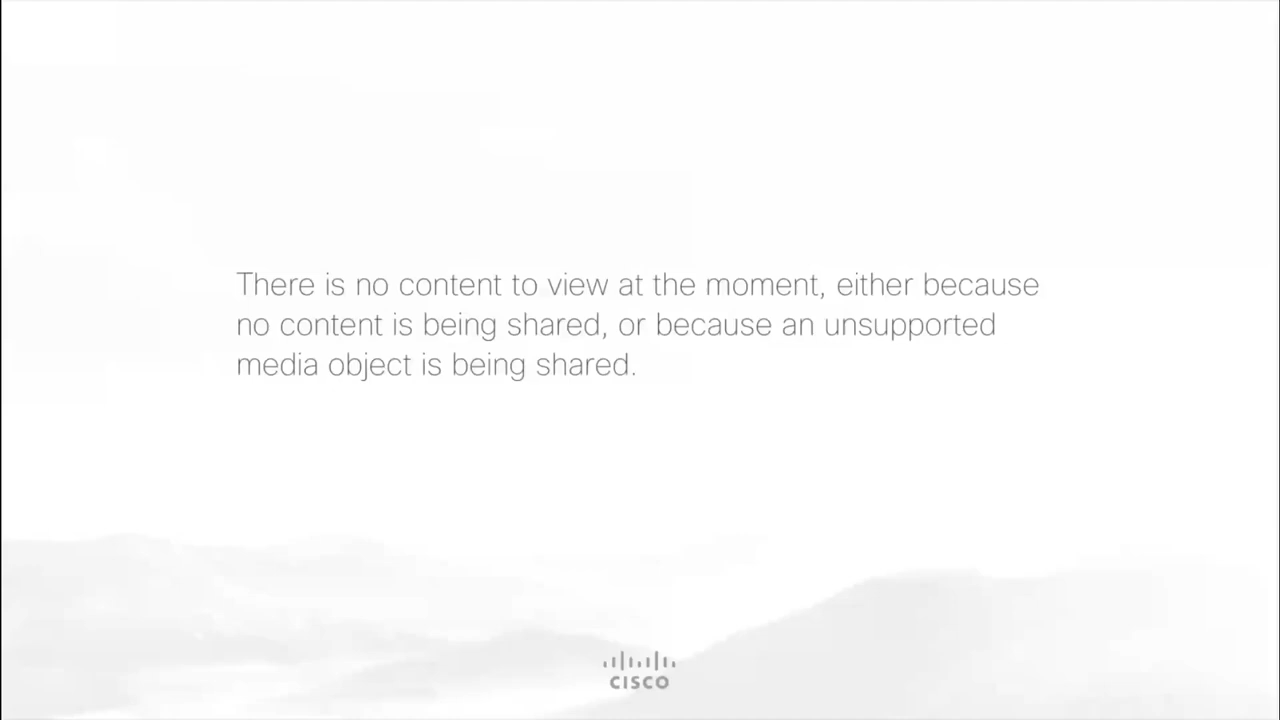 There is no content to view at the moment, either because
no content is being shared, or because an unsupported
media object is being shared.
CISCO